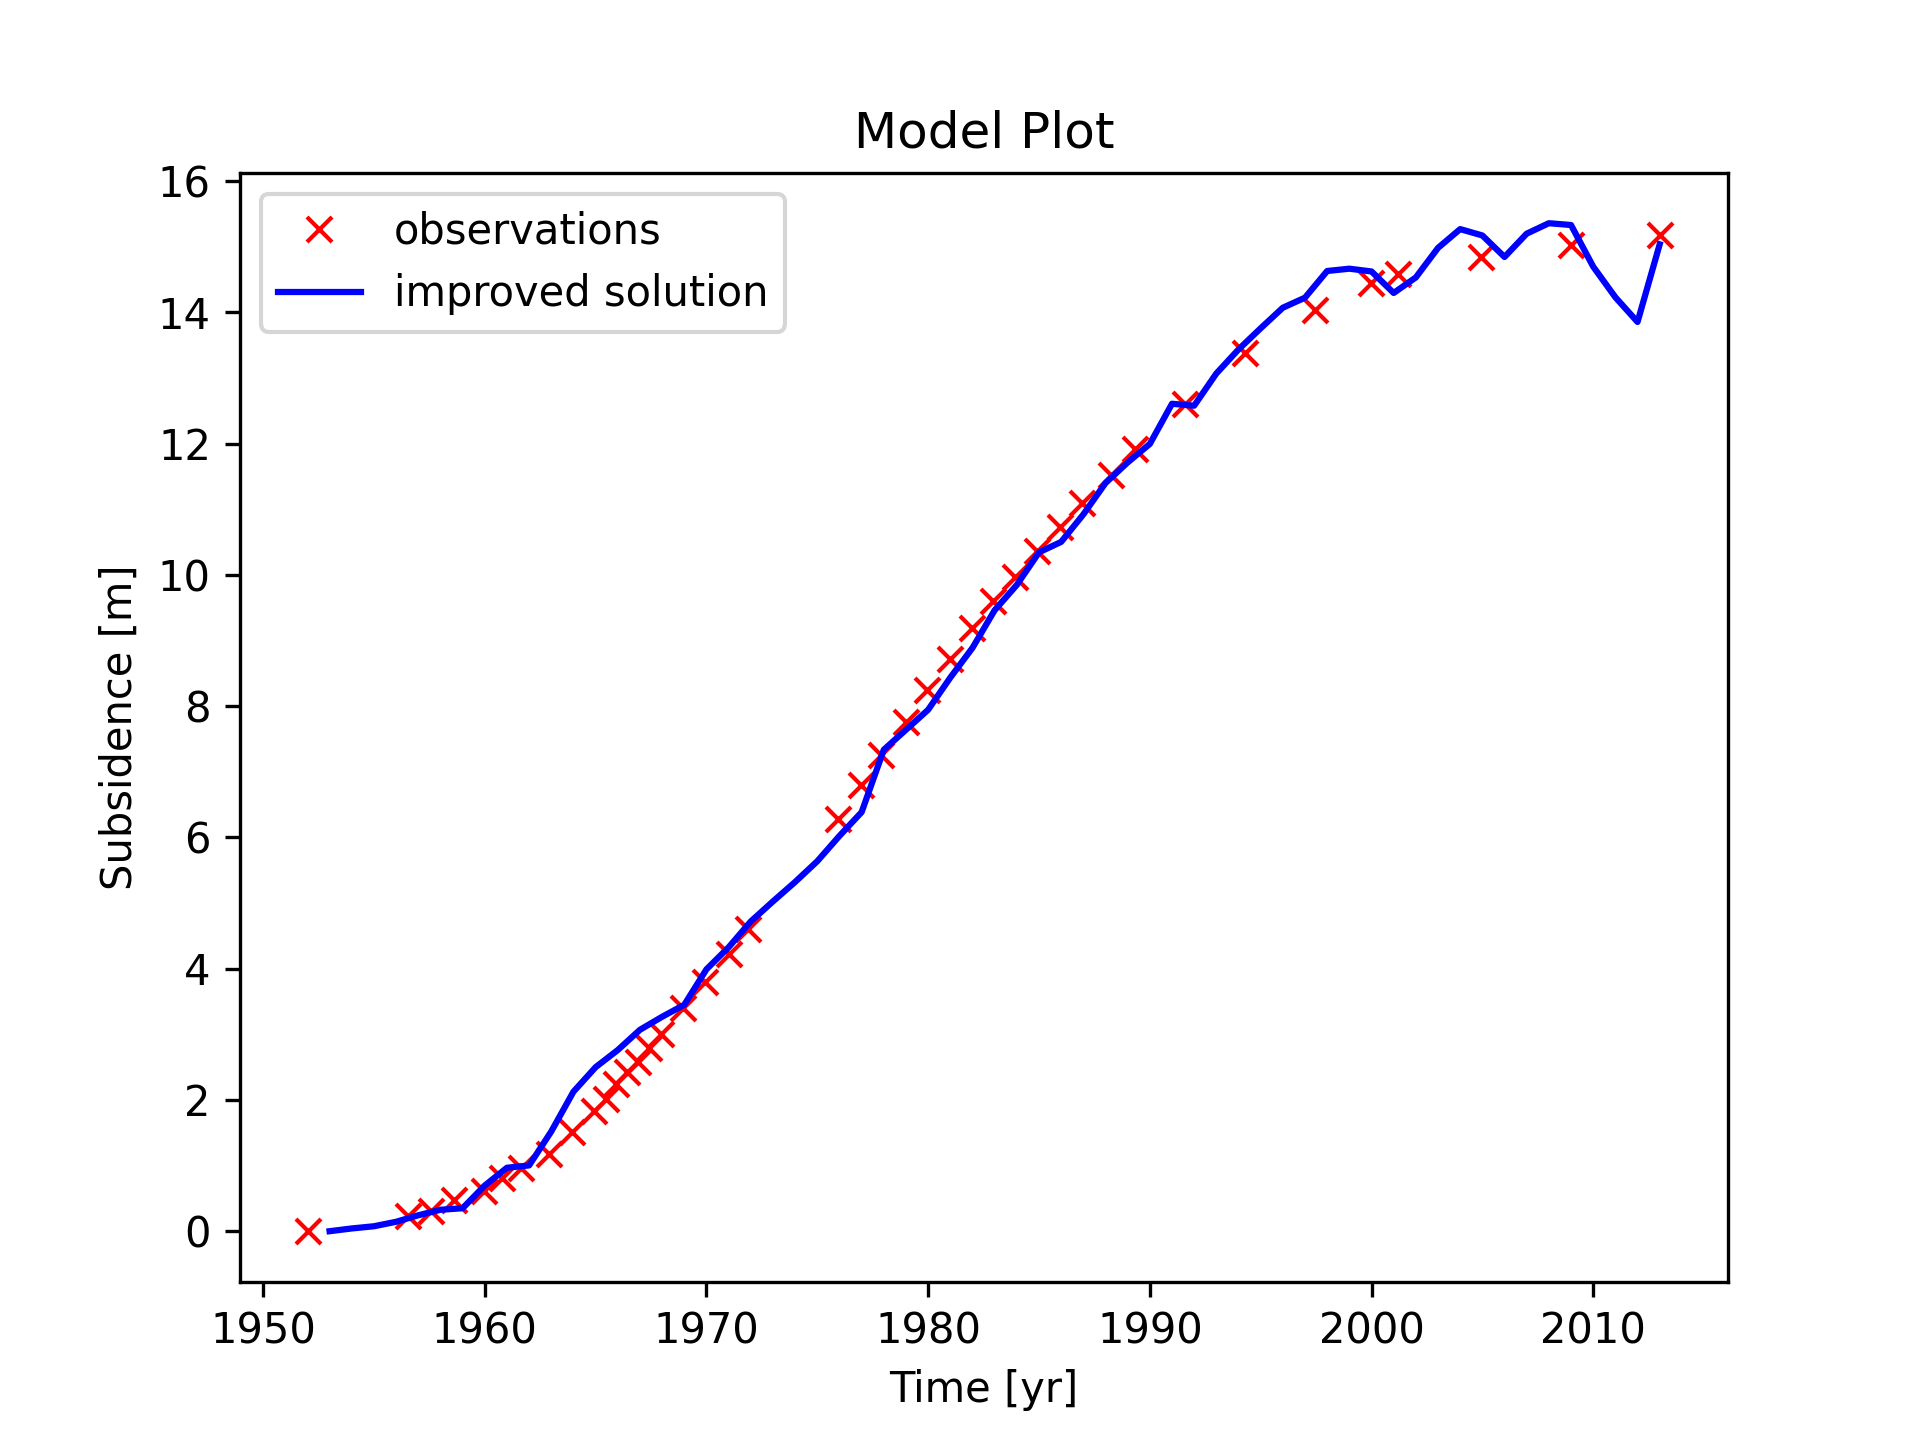 Model Plot
16
14
12
10
8
6
4
2
0
Subsidence [m]
observations
improved solution
1950 1960 1970 1980 1990 2000 2010
Time [yr]